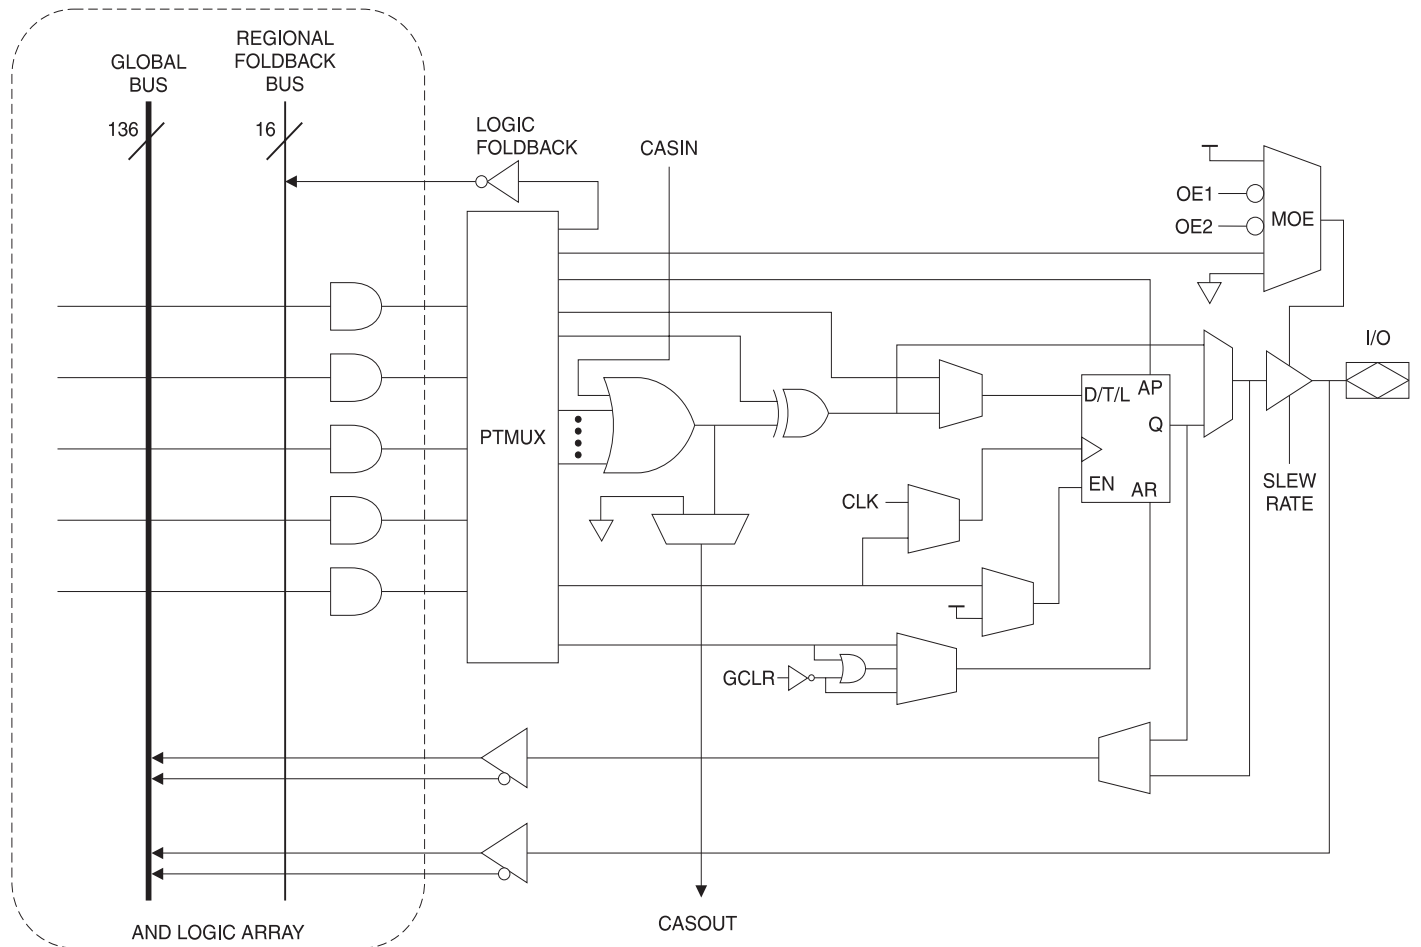 GLOBAL
BUS
REGIONAL
FOLDBACK
BUS
136
16
LOGIC
FOLDBACK
CASIN
OE1
OE2
MOE
I/O
PTMUX
D/T/L
AP
Q
EN
AR
CLK
SLEW
RATE
GCLR
CASOUT
AND LOGIC ARRAY